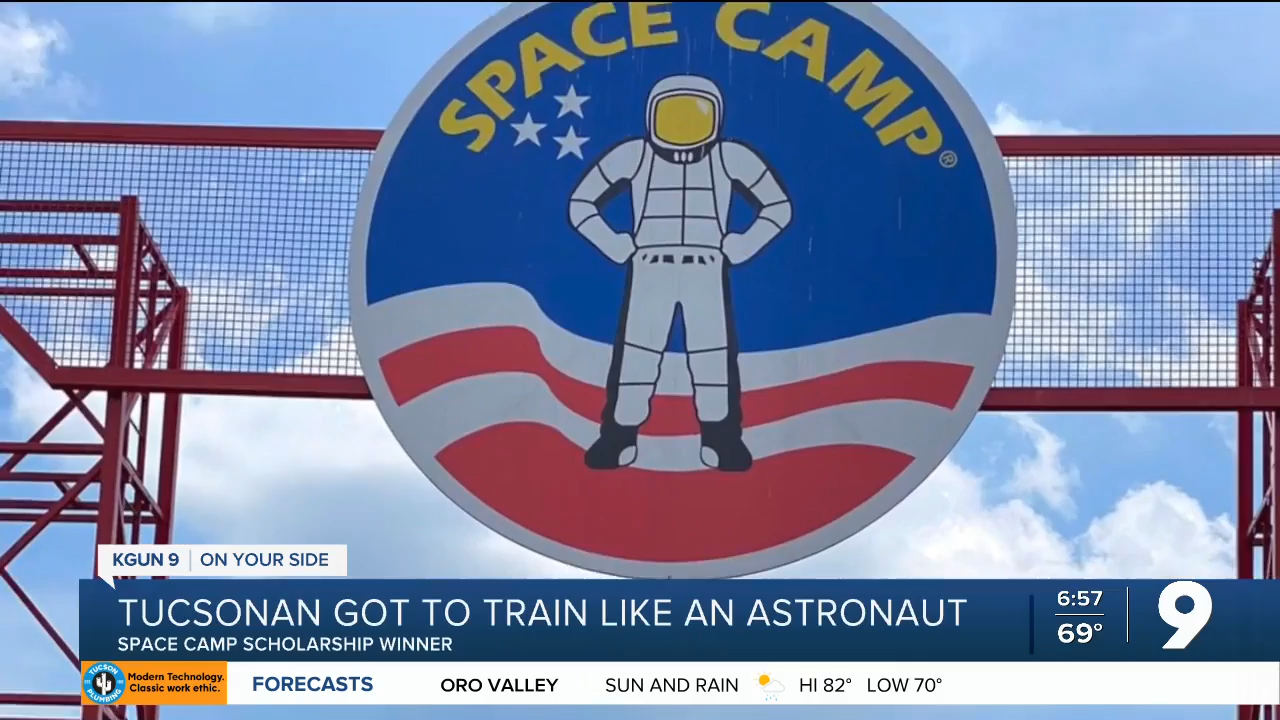 SPACE CAMP®
KGUN 9 | ON YOUR SIDE
TUCSONAN GOT TO TRAIN LIKE AN ASTRONAUT
SPACE CAMP SCHOLARSHIP WINNER
6:57
69°
9
TUCSON PLUMBING
Modern Technology.
Classic work ethic.
FORECASTS ORO VALLEY SUN AND RAIN HI 82° LOW 70°